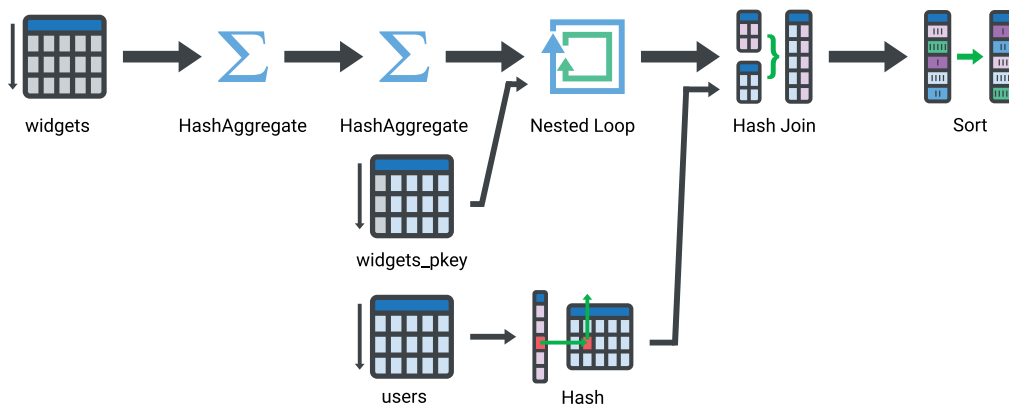 widgets
HashAggregate
HashAggregate
Nested Loop
Hash Join
Sort
widgets_pkey
users
Hash